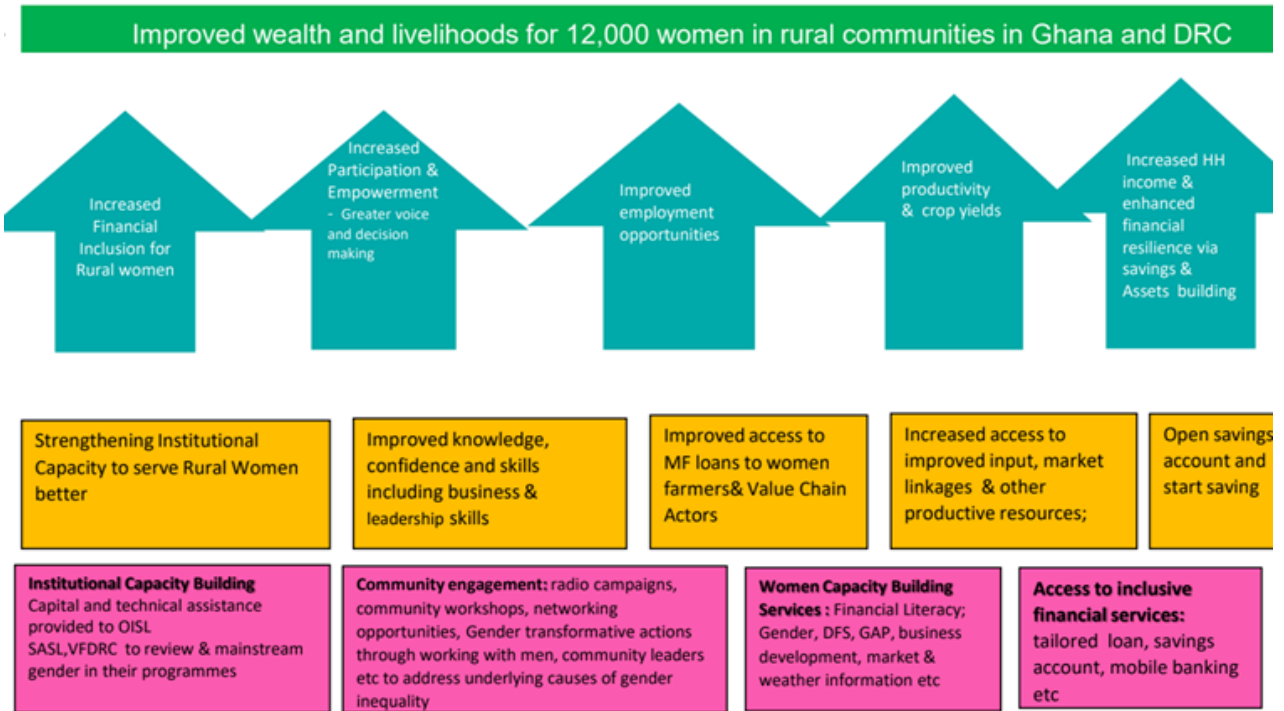 Improved wealth and livelihoods for 12,000 women in rural communities in Ghana and DRC
Increased
Financial
Inclusion for
Rural women
Increased
Participation &
Empowerment
- Greater voice
and decision
making
Improved
employment
opportunities
Improved
productivity
& crop yields
Increased HH
income &
enhanced
financial
resilience via
savings &
Assets building
Strengthening Institutional
Capacity to serve Rural Women
better
Improved knowledge,
confidence and skills
including business &
leadership skills
Improved access to
MF loans to women
farmers& Value Chain
Actors
Increased access to
improved input, market
linkages & other
productive resources;
Open savings
account and
start saving
Institutional Capacity Building
Capital and technical assistance
provided to OISL
SASL,VFDRC to review & mainstream
gender in their programmes
Community engagement: radio campaigns,
community workshops, networking
opportunities, Gender transformative actions
through working with men, community leaders
etc to address underlying causes of gender
inequality
Women Capacity Building
Services : Financial Literacy;
Gender, DFS, GAP, business
development, market &
weather information etc
Access to inclusive
financial services:
tailored loan, savings
account, mobile banking
etc